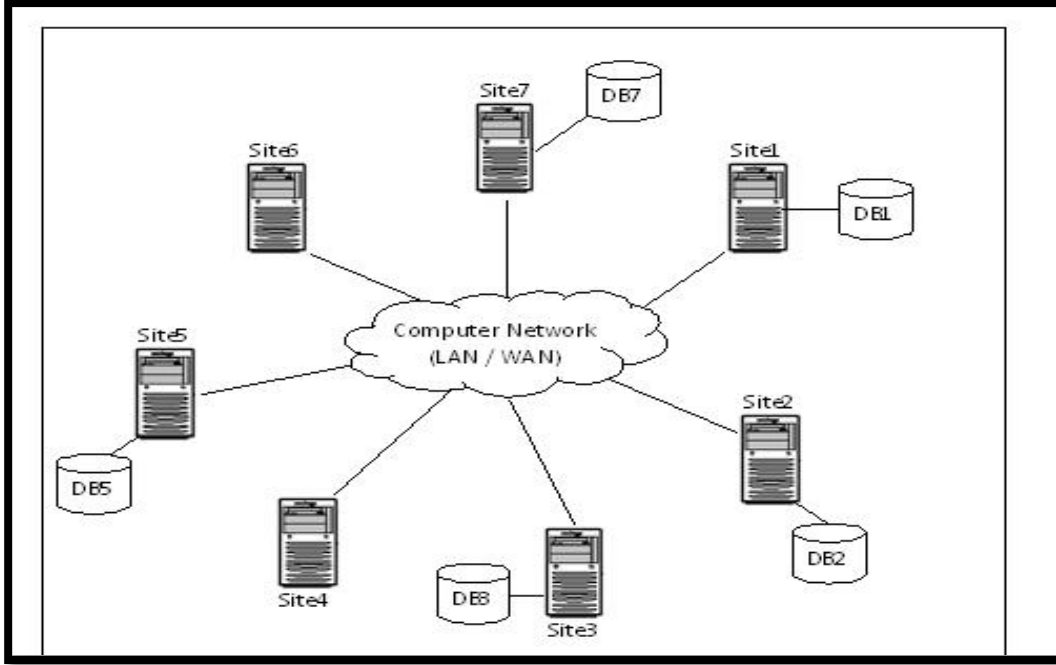 Site7
DB7
Site6
Site1
DB1
Computer Network
(LAN / WAN)
Site5
Site2
DB5
DB2
Site4
DB3
Site3